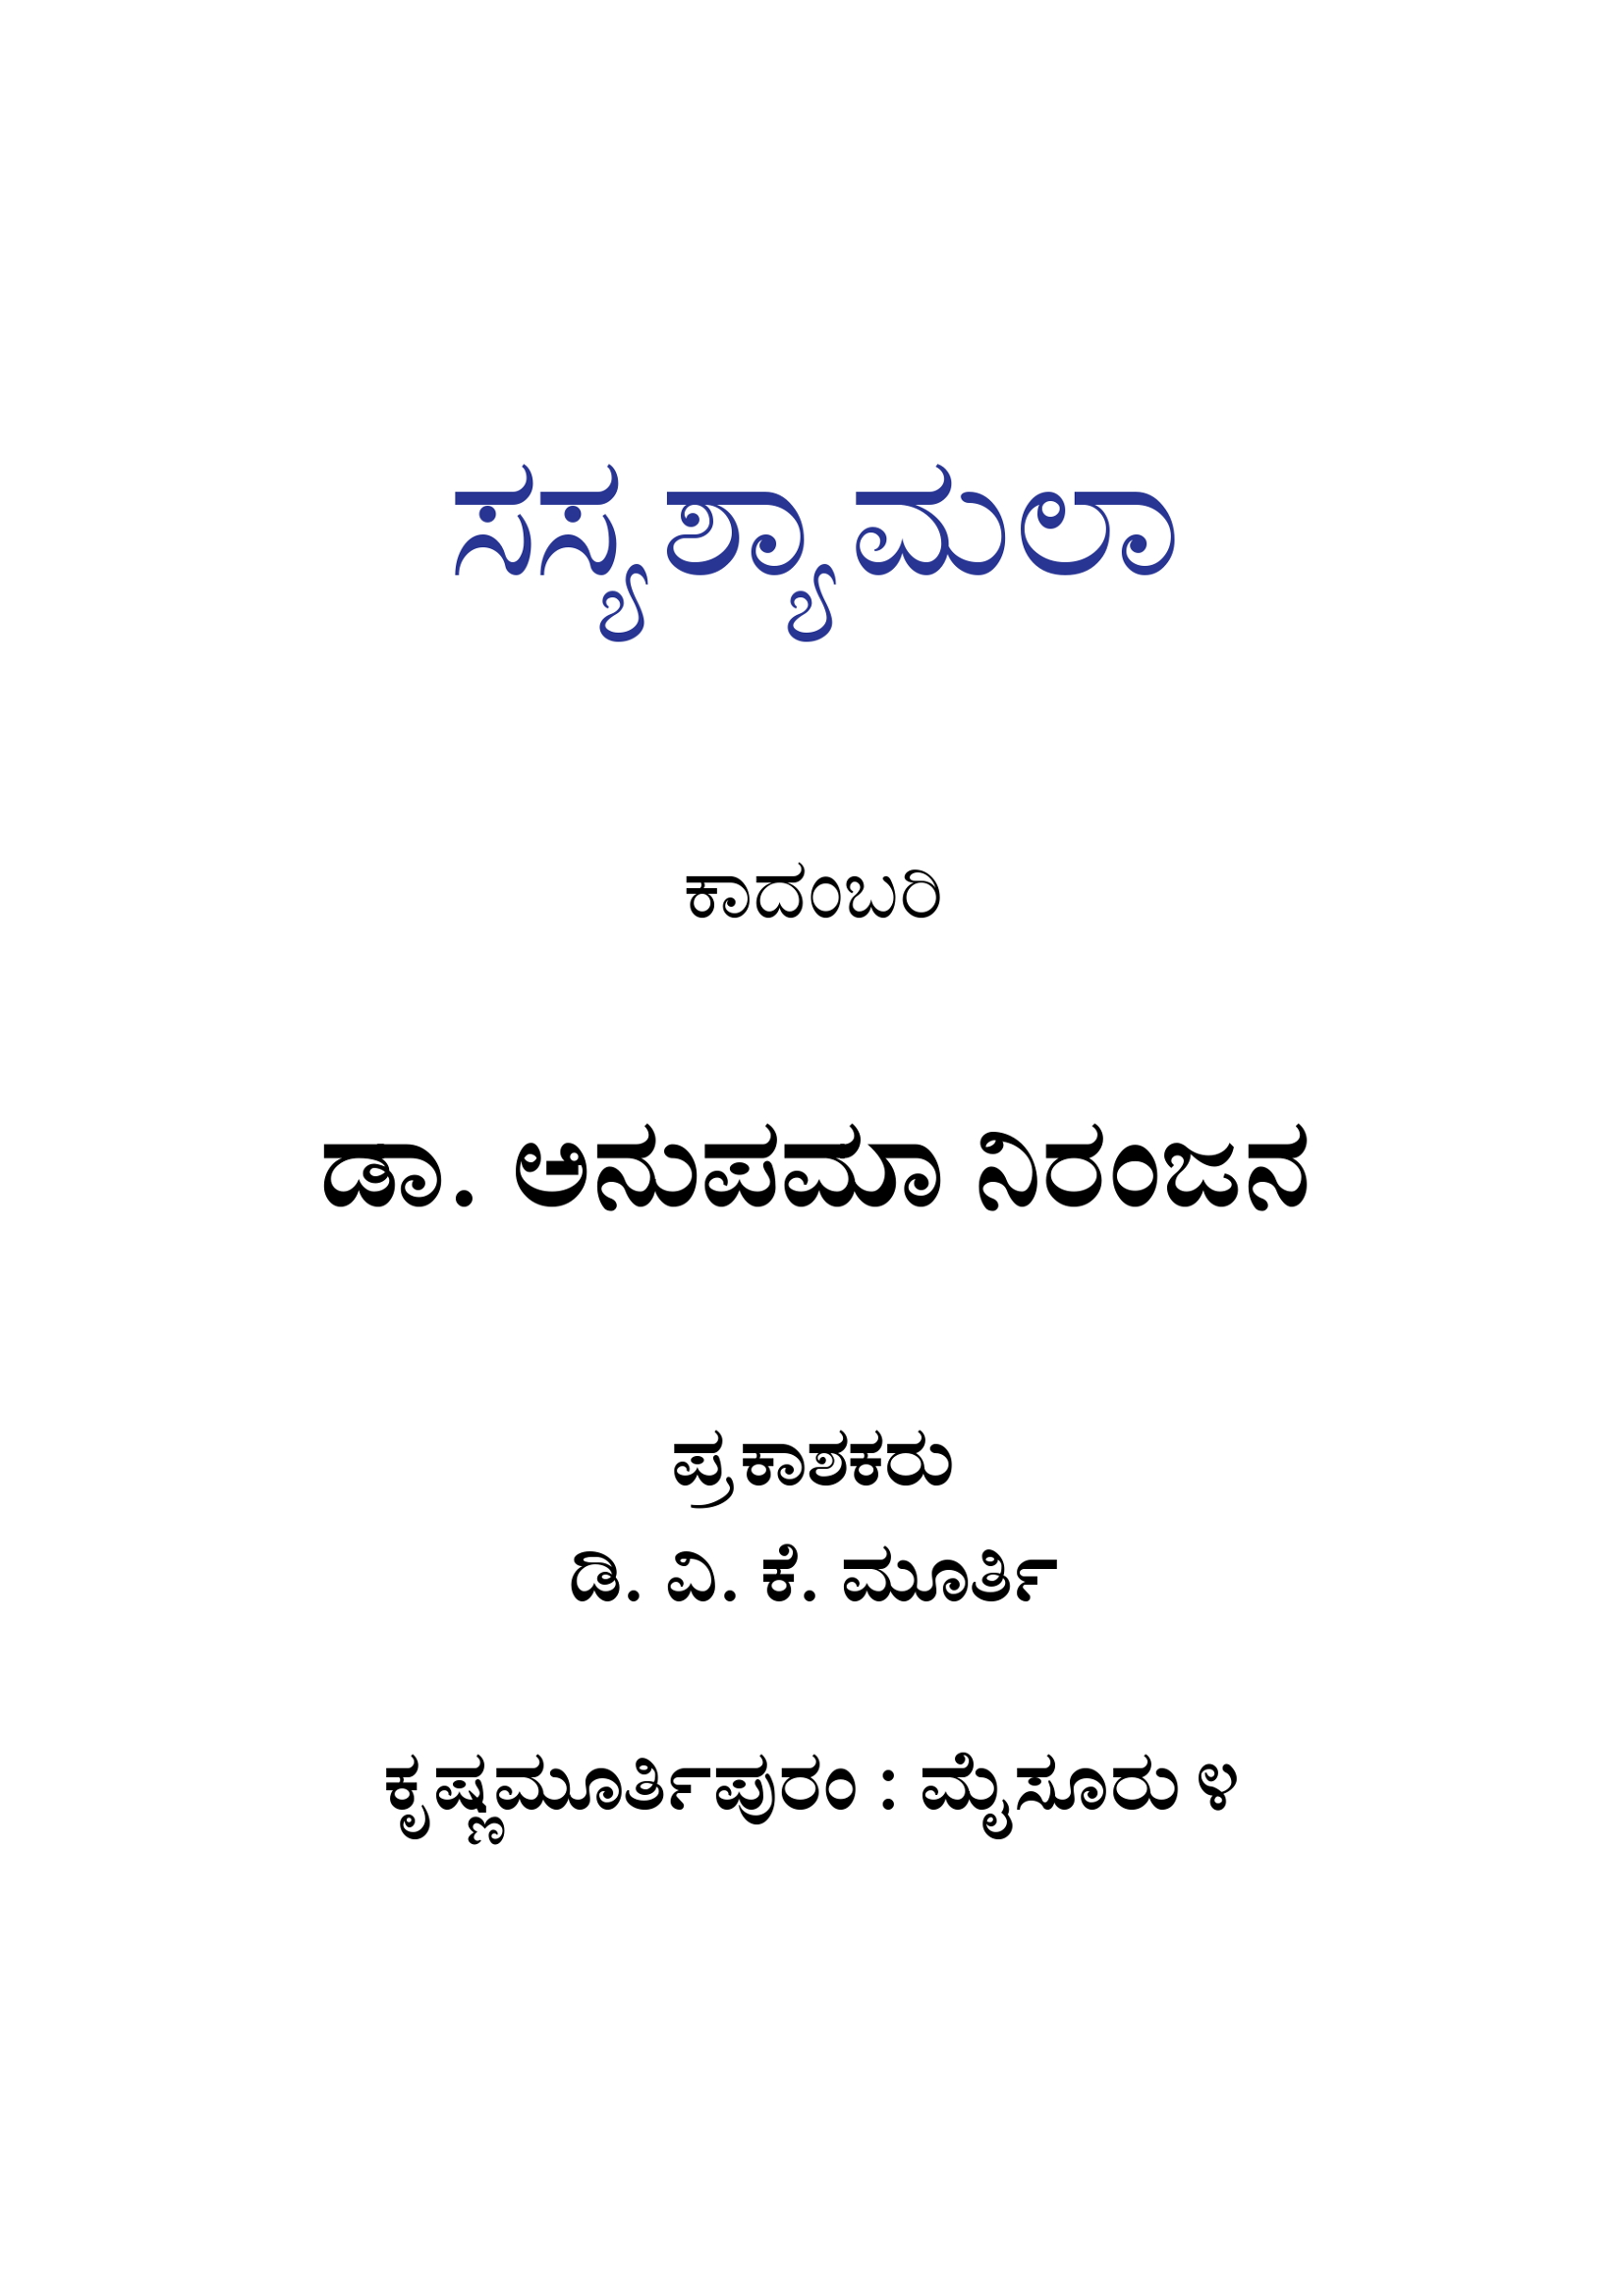 ಸಸ್ಯಶ್ಯಾಮಲಾ
ಕಾದಂಬರಿ
ಡಾ. ಅನುಪಮಾ ನಿರಂಜನ
ಪ್ರಕಾಶಕರು
ಡಿ. ವಿ. ಕೆ. ಮೂರ್ತಿ
ಕೃಷ್ಣಮೂರ್ತಿಪುರಂ : ಮೈಸೂರು ೪